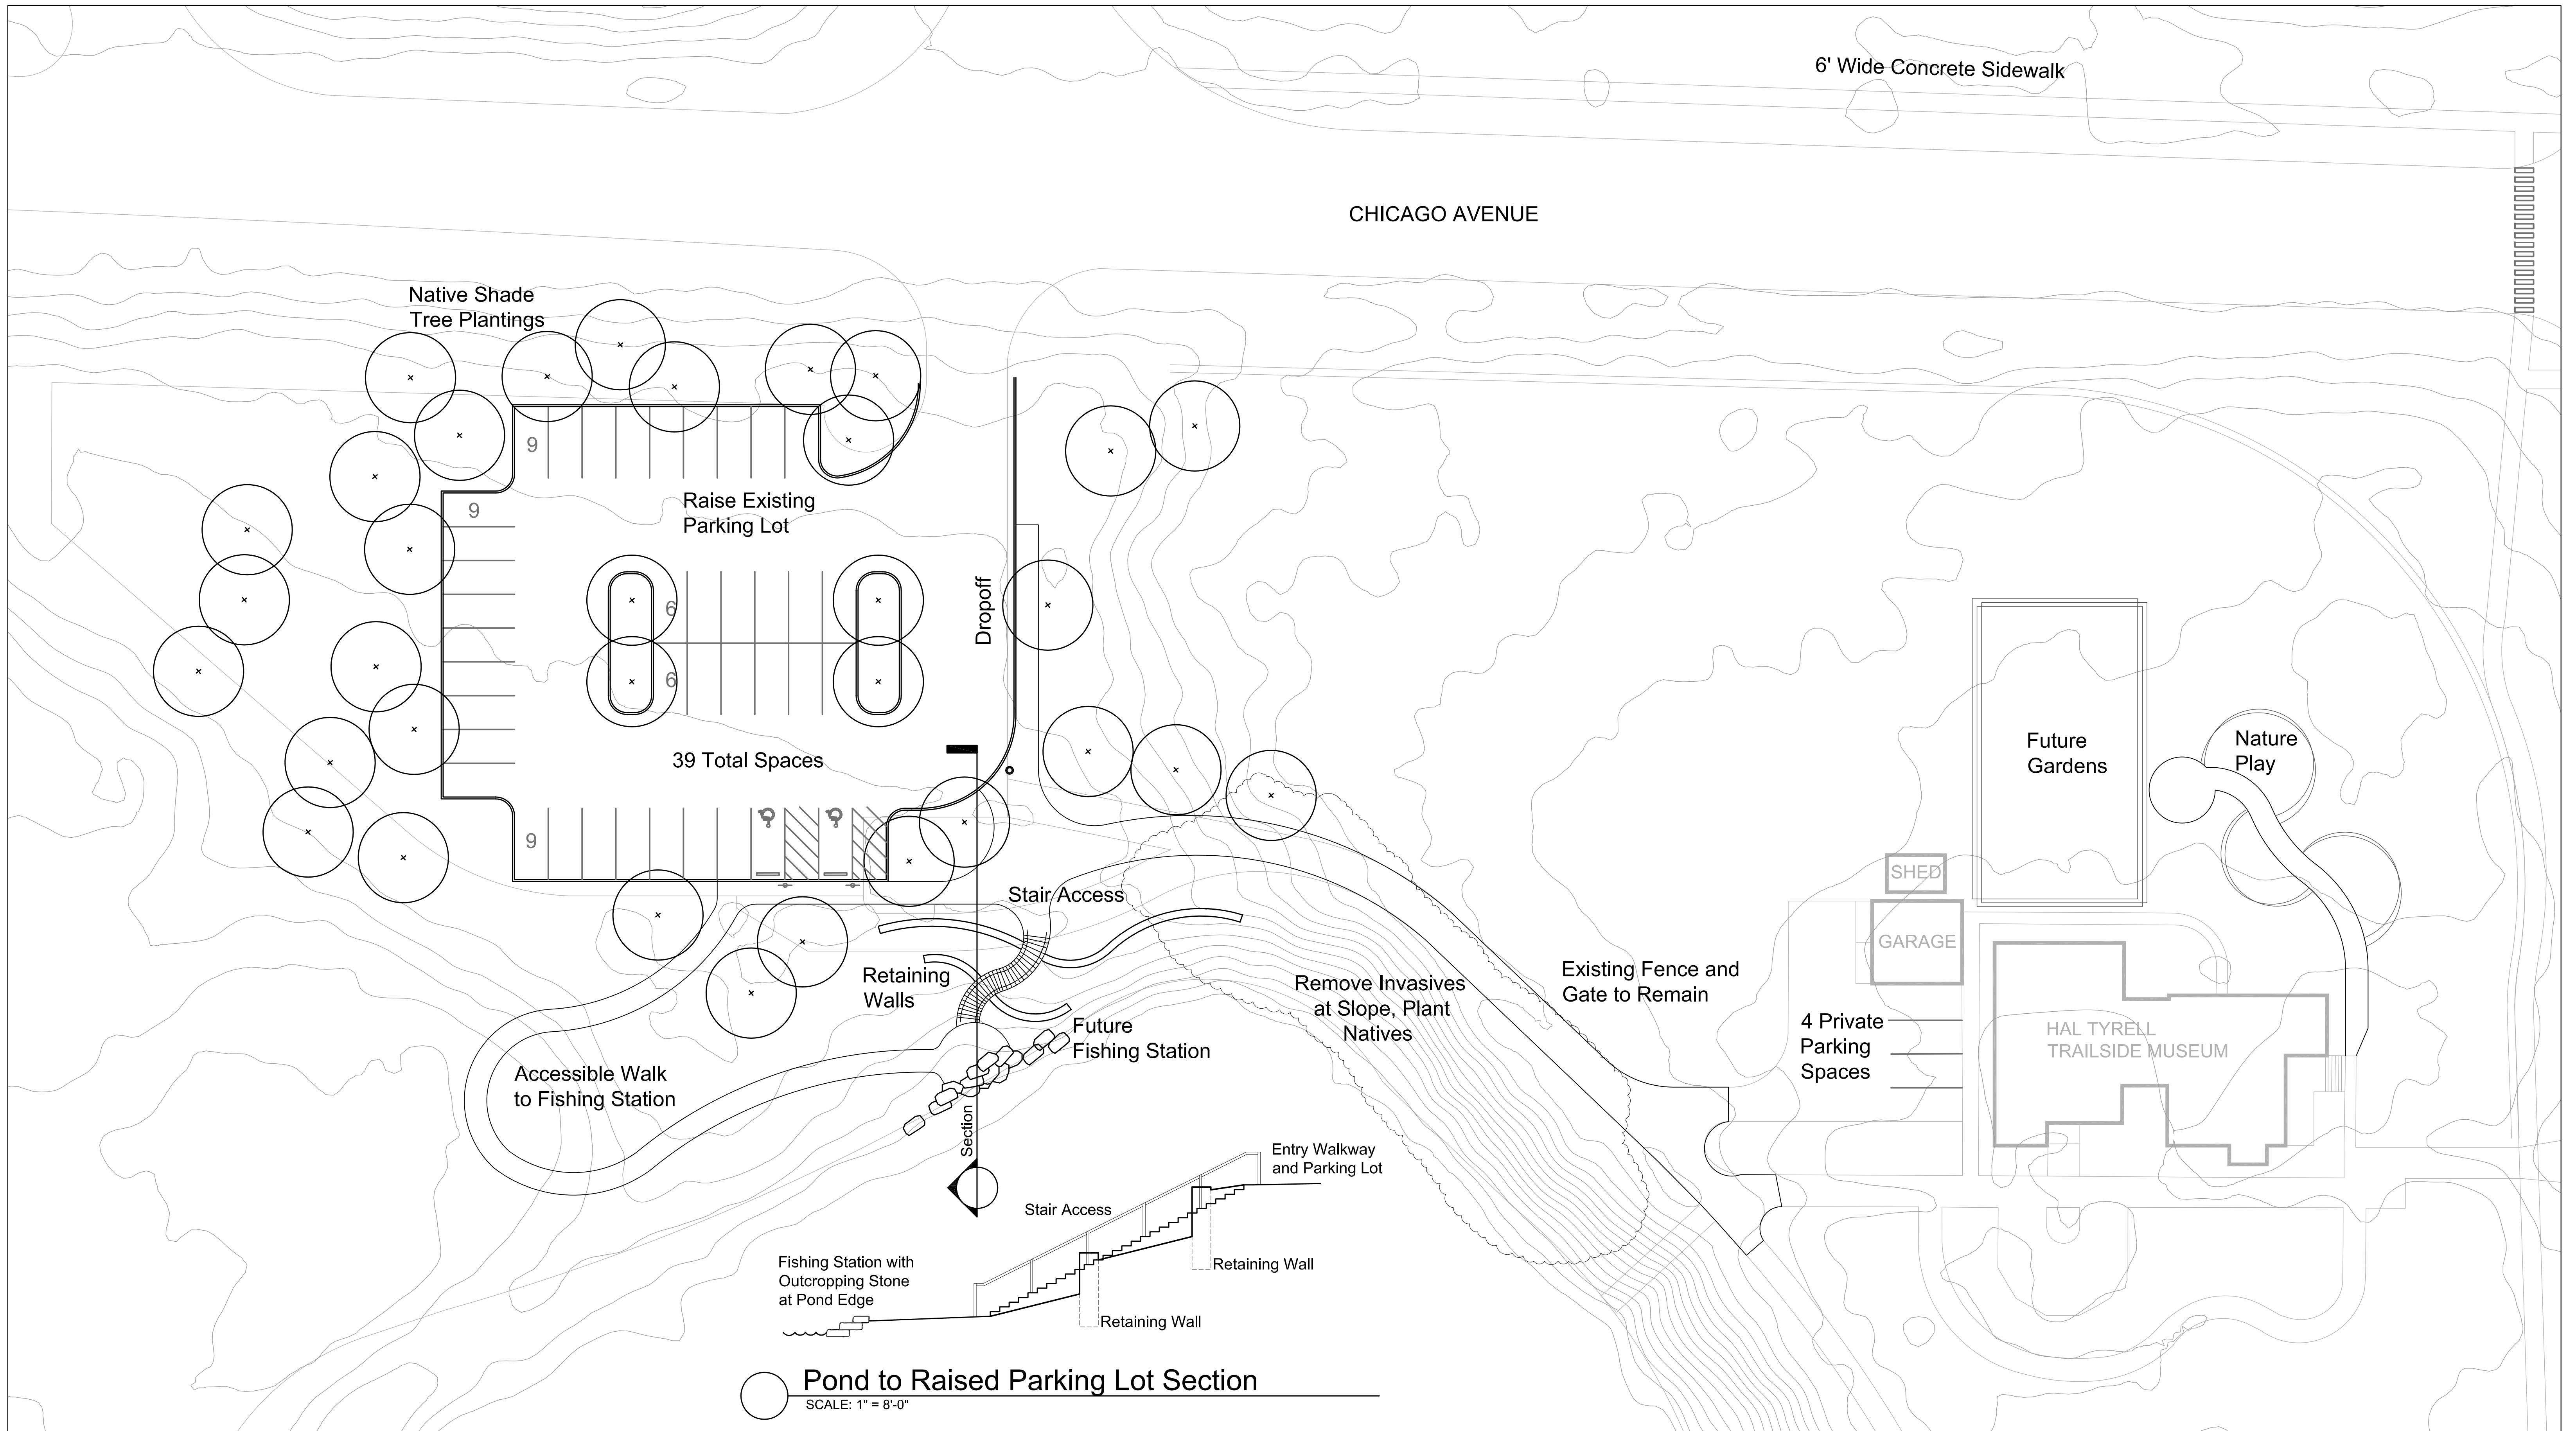 6' Wide Concrete Sidewalk
CHICAGO AVENUE
Native Shade
Tree Plantings
9
9
Raise Existing
Parking Lot
6
6
Dropoff
39 Total Spaces
9
Stair Access
Retaining
Walls
Future
Fishing Station
Accessible Walk
to Fishing Station
Section
Remove Invasives
at Slope, Plant
Natives
Existing Fence and
Gate to Remain
Future
Gardens
Nature
Play
SHED
GARAGE
4 Private
Parking
Spaces
HAL TYRELL
TRAILSIDE MUSEUM
Entry Walkway
and Parking Lot
Stair Access
Fishing Station with
Outcropping Stone
at Pond Edge
Retaining Wall
Retaining Wall
Pond to Raised Parking Lot Section
SCALE: 1" = 8'-0"